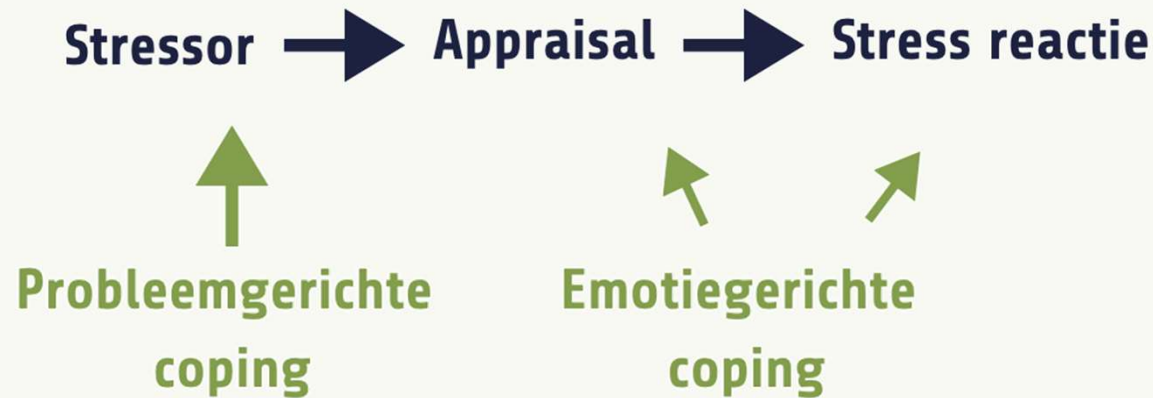 Stressor Appraisal Stress reactie
Probleemgerichte Emotiegerichte
coping coping